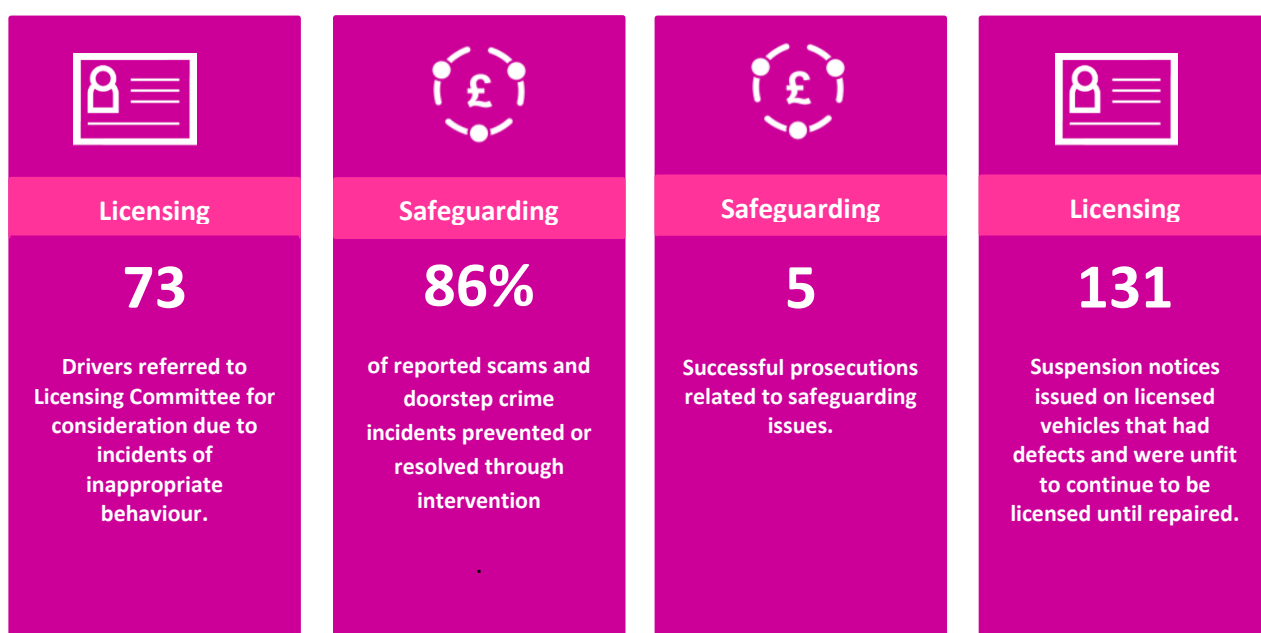 £
£
Licensing
Safeguarding
Safeguarding
Licensing
73
86%
5
131
Drivers referred to
Licensing Committee for
consideration due to
incidents of
inappropriate
behaviour.
of reported scams and
doorstep crime
incidents prevented or
resolved through
intervention
.
Successful prosecutions
related to safeguarding
issues.
Suspension notices
issued on licensed
vehicles that had
defects and were unfit
to continue to be
licensed until repaired.